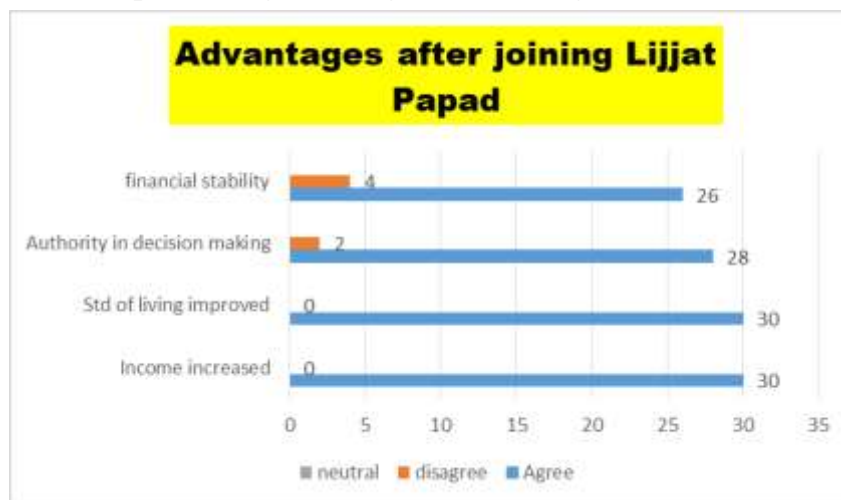 Advantages after joining Lijjat
Papad
financial stability
4
26
Authority in decision making
2
28
Std of living improved
0
30
Income increased
0
30
0 5 10 15 20 25 30 35
neutral disagree Agree